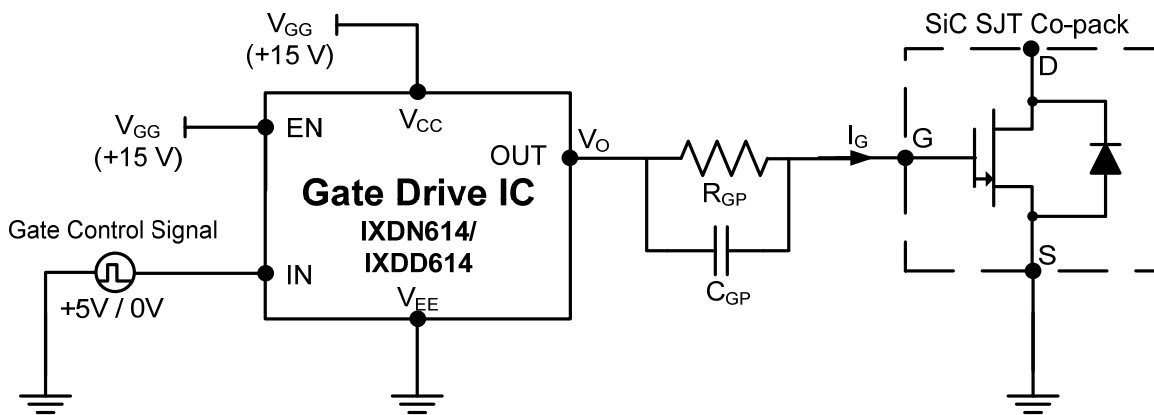 V_GG
(+15 V)
SiC SJT Co-pack
D
V_GG
(+15 V)
EN
V_CC
V_O
OUT
I_G
G
Gate Drive IC
R_GP
IXDN614/
IXDD614
Gate Control Signal
IN
S
V_EE
C_GP
+5V / 0V